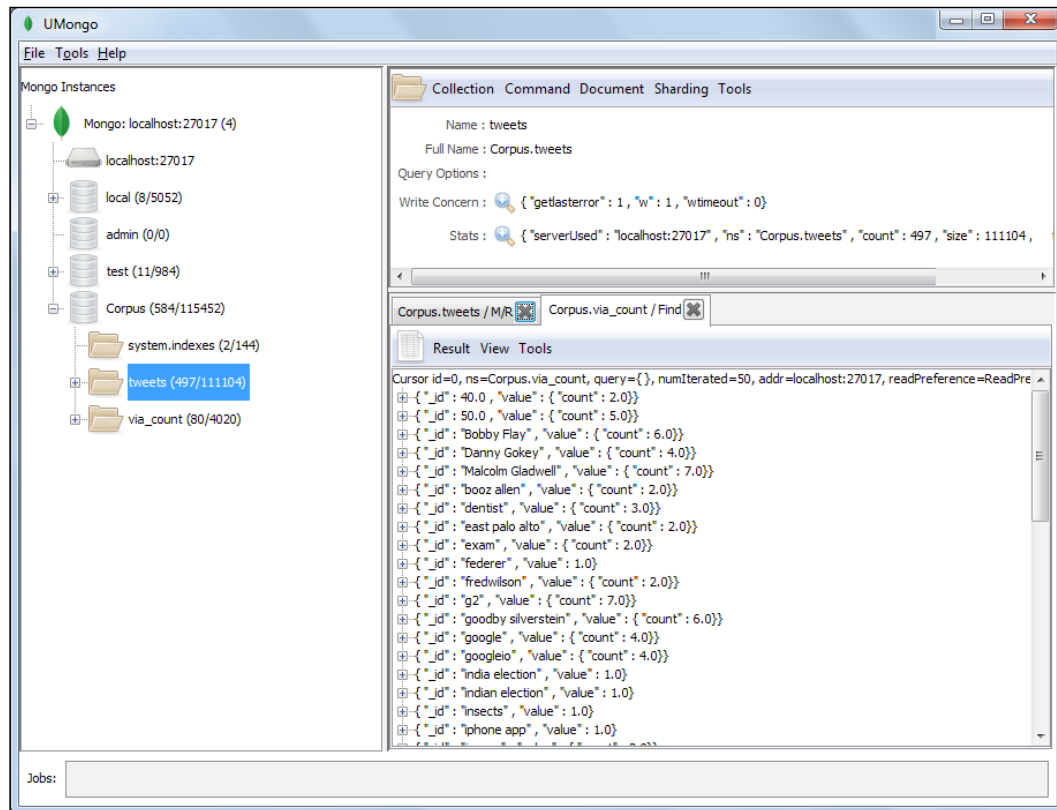 UMongo
File Tools Help
Mongo Instances
Mongo: localhost:27017 (4)
localhost:27017
local (8/5052)
admin (0/0)
test (11/984)
Corpus (584/115452)
system.indexes (2/144)
tweets (497/111104)
via_count (80/4020)
Collection Command Document Sharding Tools
Name : tweets
Full Name : Corpus.tweets
Query Options :
Write Concern : { "getlasterror" : 1 , "w" : 1 , "wtimeout" : 0}
Stats : { "serverUsed" : "localhost:27017" , "ns" : "Corpus.tweets" , "count" : 497 , "size" : 111104 ,
Corpus.tweets / M/R Corpus.via_count / Find
Result View Tools
Cursor id=0, ns=Corpus.via_count, query={ }, numIterated=50, addr=localhost:27017, readPreference=ReadPre
{ "_id" : 40.0 , "value" : { "count" : 2.0}}
{ "_id" : 50.0 , "value" : { "count" : 5.0}}
{ "_id" : "Bobby Flay" , "value" : { "count" : 6.0}}
{ "_id" : "Danny Gokey" , "value" : { "count" : 4.0}}
{ "_id" : "Malcolm Gladwell" , "value" : { "count" : 7.0}}
{ "_id" : "booz allen" , "value" : { "count" : 2.0}}
{ "_id" : "dentist" , "value" : { "count" : 3.0}}
{ "_id" : "east palo alto" , "value" : { "count" : 2.0}}
{ "_id" : "exam" , "value" : { "count" : 2.0}}
{ "_id" : "federer" , "value" : 1.0}
{ "_id" : "fredwilson" , "value" : { "count" : 2.0}}
{ "_id" : "g2" , "value" : { "count" : 7.0}}
{ "_id" : "goodby silverstein" , "value" : { "count" : 6.0}}
{ "_id" : "google" , "value" : { "count" : 4.0}}
{ "_id" : "googleio" , "value" : { "count" : 4.0}}
{ "_id" : "india election" , "value" : 1.0}
{ "_id" : "indian election" , "value" : 1.0}
{ "_id" : "insects" , "value" : 1.0}
{ "_id" : "iphone app" , "value" : 1.0}
Jobs: